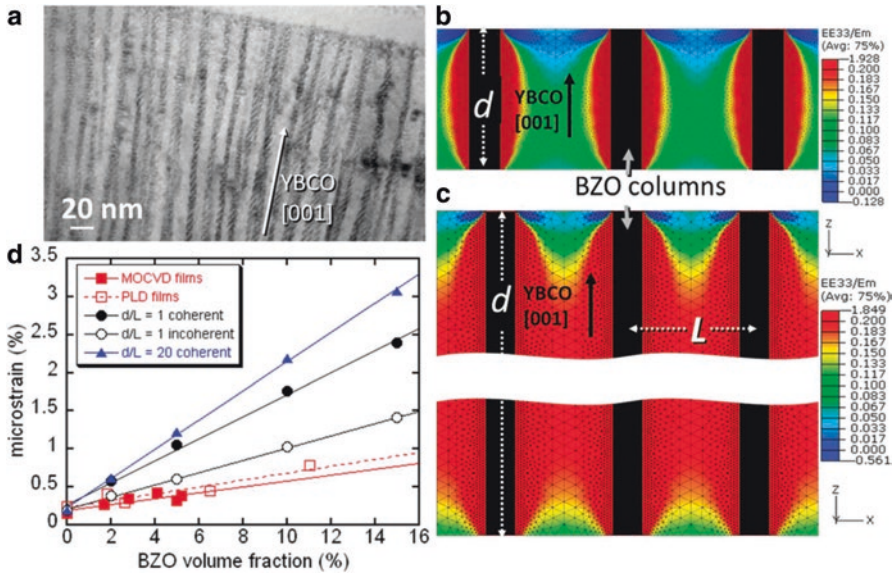 a
20 nm
YBCO
[001]
b
d
YBCO
[001]
EE33/Em
(Avg: 75%)
1.928
0.200
0.183
0.167
0.150
0.133
0.117
0.100
0.083
0.067
0.050
0.033
0.017
0.000
-0.128
BZO columns
c
d
YBCO
[001]
L
Z
X
EE33/Em
(Avg: 75%)
1.849
0.200
0.183
0.167
0.150
0.133
0.117
0.100
0.083
0.067
0.050
0.033
0.017
0.000
-0.561
Z
X
d
microstrain (%)
3.5
3
2.5
2
1.5
1
0.5
0
MOCVD films
PLD films
d/L = 1 coherent
d/L = 1 incoherent
d/L = 20 coherent
0 2 4 6 8 10 12 14 16
BZO volume fraction (%)